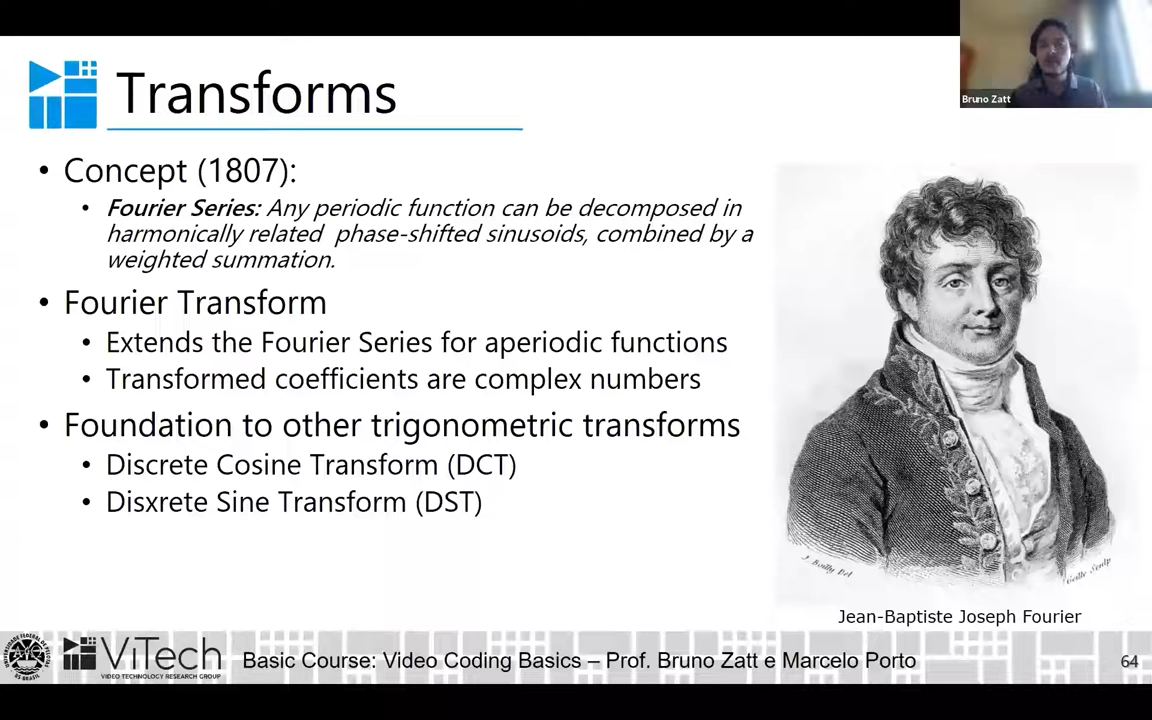 Bruno Zatt
Transforms
• Concept (1807):
• Fourier Series: Any periodic function can be decomposed in
harmonically related phase-shifted sinusoids, combined by a
weighted summation.
• Fourier Transform
• Extends the Fourier Series for aperiodic functions
• Transformed coefficients are complex numbers
• Foundation to other trigonometric transforms
• Discrete Cosine Transform (DCT)
• Disxrete Sine Transform (DST)
J. Boilly Del
Sculp
Jean-Baptiste Joseph Fourier
ViTech
VIDEO TECHNOLOGY RESEARCH GROUP
Basic Course: Video Coding Basics – Prof. Bruno Zatt e Marcelo Porto
64